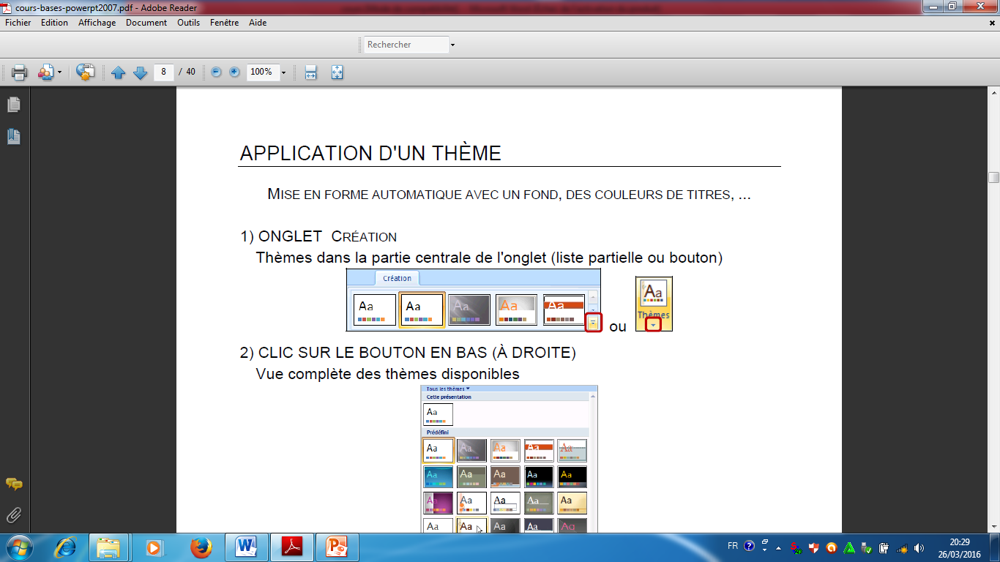 cours-bases-powerpt2007.pdf - Adobe Reader
Fichier Edition Affichage Document Outils Fenêtre Aide
Rechercher
8 / 40 100%
APPLICATION D'UN THÈME
MISE EN FORME AUTOMATIQUE AVEC UN FOND, DES COULEURS DE TITRES, ...
1) ONGLET CRÉATION
Thèmes dans la partie centrale de l'onglet (liste partielle ou bouton)
Création
Aa Aa Aa Aa Aa
ou
Aa
Thèmes
2) CLIC SUR LE BOUTON EN BAS (À DROITE)
Vue complète des thèmes disponibles
Tous les thèmes
Cette présentation
Aa
Prédéfini
Aa Aa Aa Aa Aa
Aa Aa Aa Aa Aa
Aa Aa Aa Aa Aa
Aa Aa Aa Aa Aa
FR
20:29
26/03/2016